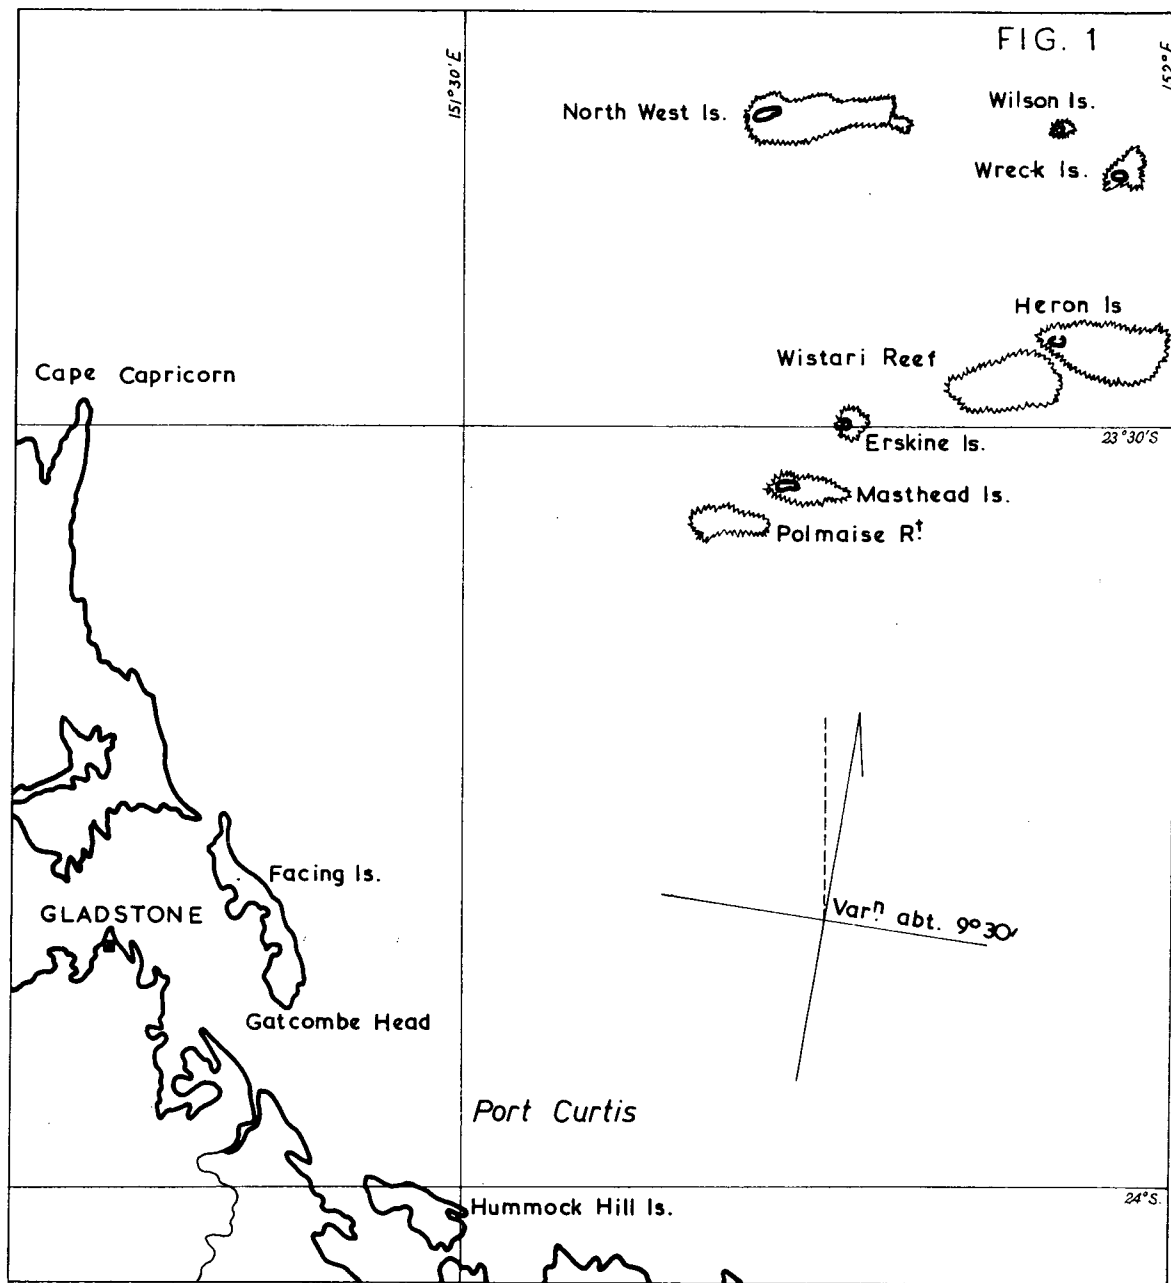 FIG. 1
151°30'E
152°E
North West Is.
Wilson Is.
Wreck Is.
Heron Is
Wistari Reef
Cape Capricorn
23°30'S
Erskine Is.
Masthead Is.
Polmaise Rt.
Facing Is.
GLADSTONE
Varn. abt. 9°30'
Gatcombe Head
Port Curtis
24°S.
Hummock Hill Is.